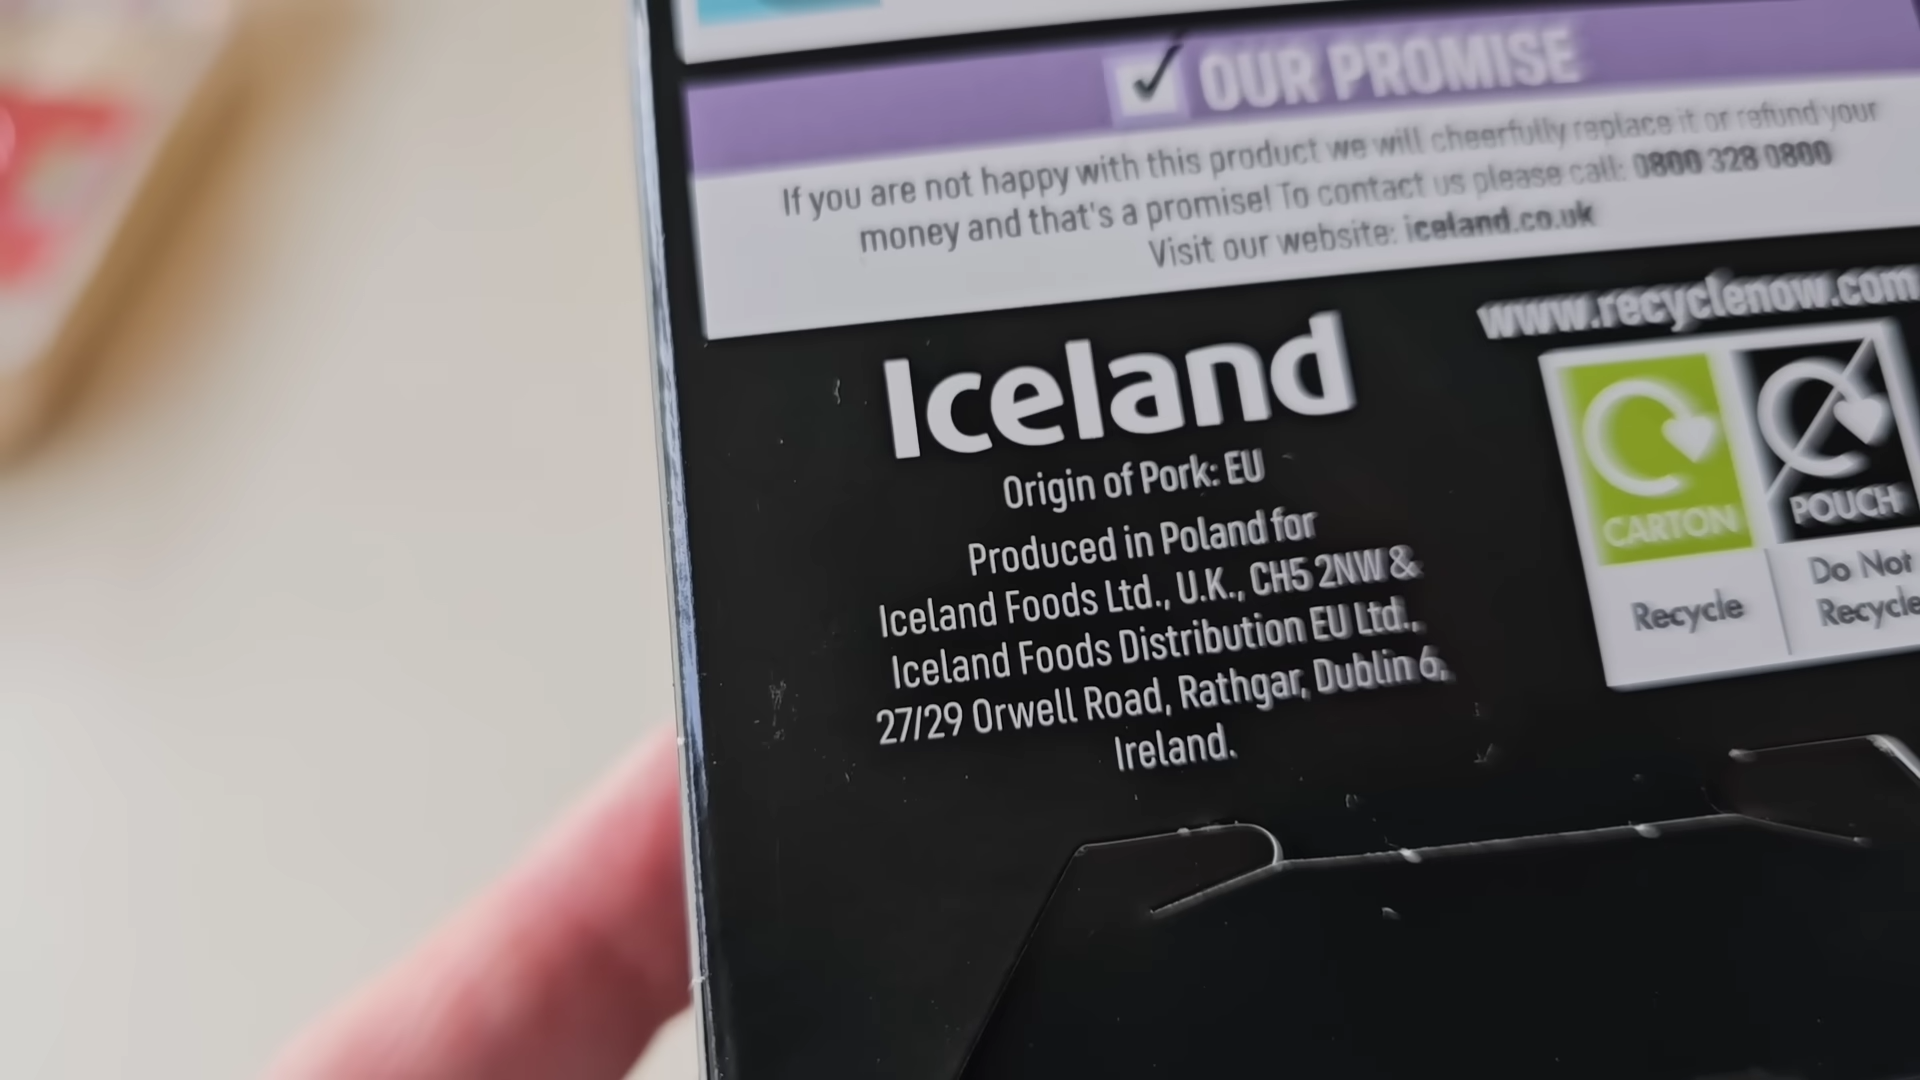 OUR PROMISE
If you are not happy with this product we will cheerfully replace it or refund your
money and that's a promise! To contact us please call: 0800 328 0800
Visit our website: iceland.co.uk
www.recyclenow.com
Iceland
Origin of Pork: EU
Produced in Poland for
Iceland Foods Ltd., U.K., CH5 2NW &
Iceland Foods Distribution EU Ltd.,
27/29 Orwell Road, Rathgar, Dublin 6,
Ireland.
CARTON
Recycle
POUCH
Do Not
Recycle